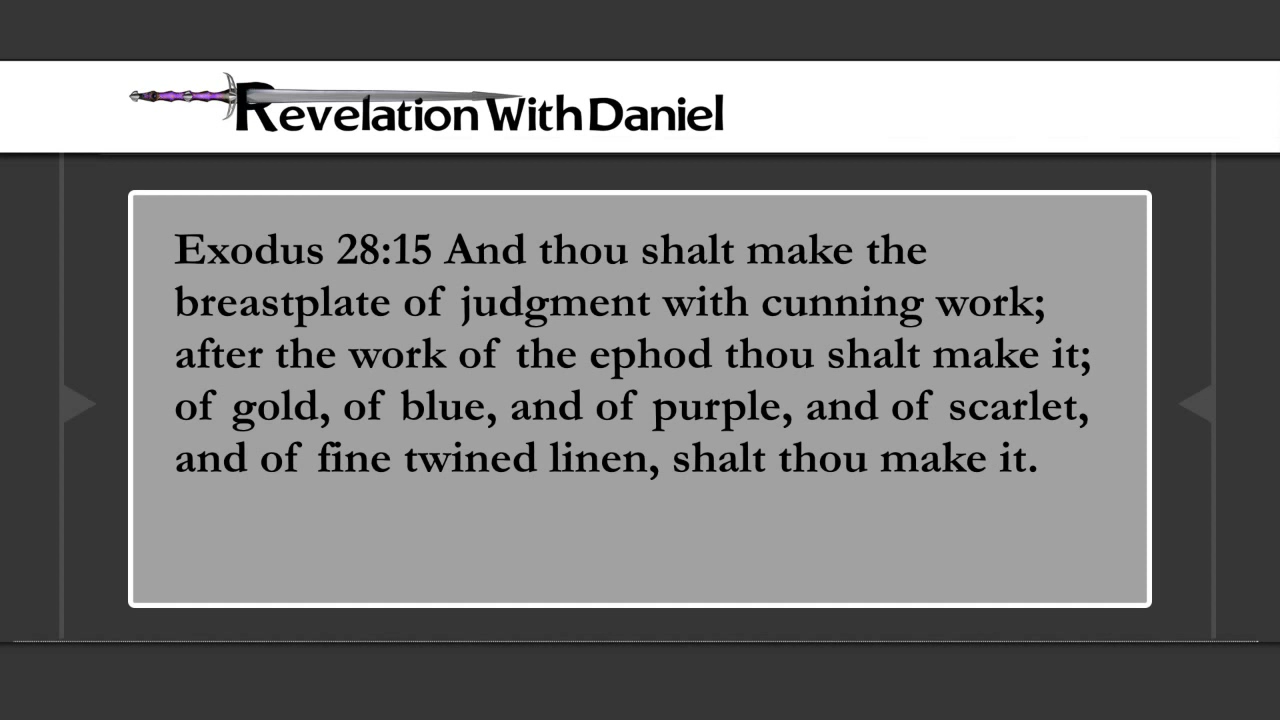 Revelation With Daniel
Exodus 28:15 And thou shalt make the
breastplate of judgment with cunning work;
after the work of the ephod thou shalt make it;
of gold, of blue, and of purple, and of scarlet,
and of fine twined linen, shalt thou make it.